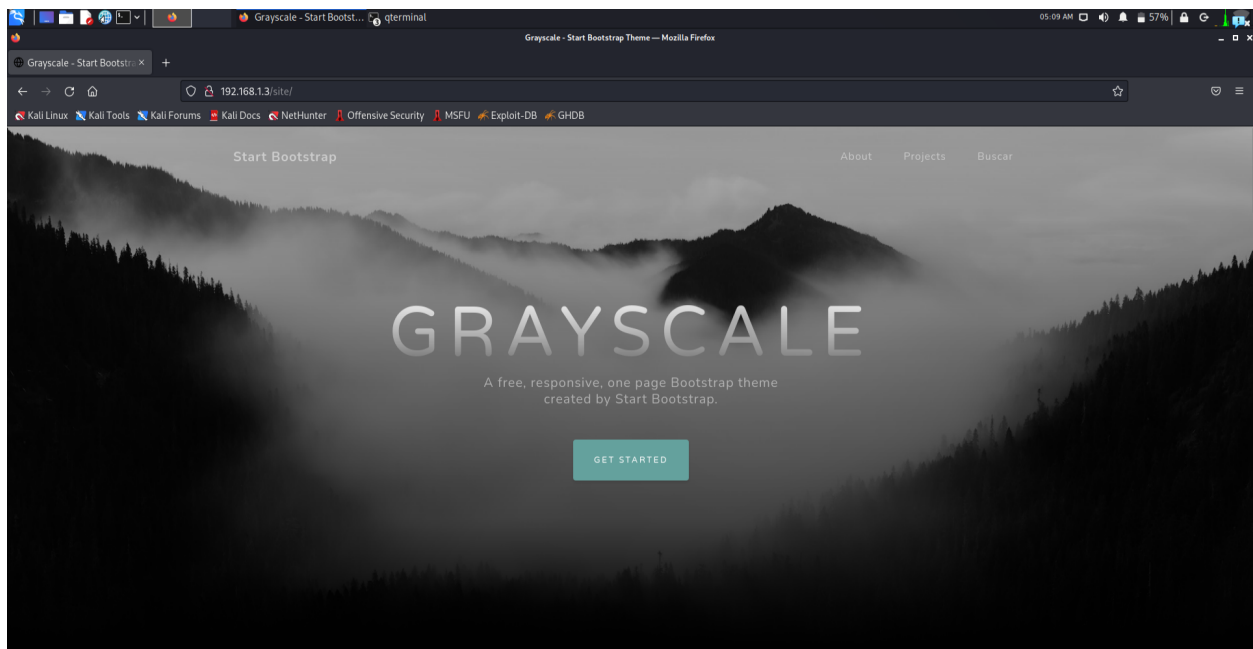 Grayscale - Start Bootst... qterminal 05:09 AM 57%
Grayscale - Start Bootstrap Theme — Mozilla Firefox
Grayscale - Start Bootstra
192.168.1.3/site/
Kali Linux Kali Tools Kali Forums Kali Docs NetHunter Offensive Security MSFU Exploit-DB GHDB
Start Bootstrap About Projects Buscar
GRAYSCALE
A free, responsive, one page Bootstrap theme
created by Start Bootstrap.
GET STARTED